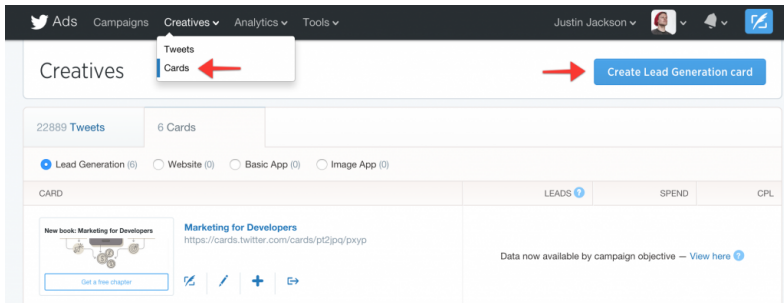 Ads Campaigns Creatives Analytics Tools Justin Jackson
Tweets
Cards
Creatives
Create Lead Generation card
22889 Tweets 6 Cards
Lead Generation (6) Website (0) Basic App (0) Image App (0)
CARD LEADS ? SPEND CPL
New book: Marketing for Developers
Get a free chapter
Marketing for Developers
https://cards.twitter.com/cards/pt2jpq/pxyp
Data now available by campaign objective — View here ?